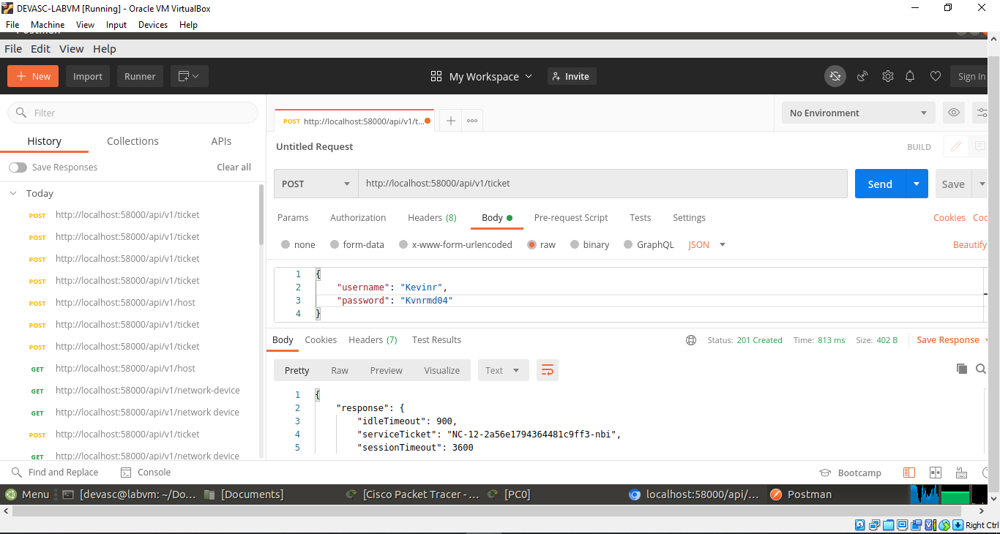 DEVASC-LABVM [Running] - Oracle VM VirtualBox
File Machine View Input Devices Help
Postman
File Edit View Help
New Import Runner My Workspace Invite Sign In
Filter
History Collections APIs
Save Responses Clear all
Today
POST http://localhost:58000/api/v1/ticket
POST http://localhost:58000/api/v1/ticket
POST http://localhost:58000/api/v1/ticket
POST http://localhost:58000/api/v1/ticket
POST http://localhost:58000/api/v1/host
POST http://localhost:58000/api/v1/ticket
POST http://localhost:58000/api/v1/ticket
GET http://localhost:58000/api/v1/host
GET http://localhost:58000/api/v1/network-device
GET http://localhost:58000/api/v1/network device
POST http://localhost:58000/api/v1/ticket
GET http://localhost:58000/api/v1/network device
POST http://localhost:58000/api/v1/t...
No Environment
Untitled Request BUILD
POST http://localhost:58000/api/v1/ticket Send Save
Params Authorization Headers (8) Body Pre-request Script Tests Settings Cookies Coc
none form-data x-www-form-urlencoded raw binary GraphQL JSON Beautify
1 {
2 "username": "Kevinr",
3 "password": "Kvnrmd04"
4 }
Body Cookies Headers (7) Test Results Status: 201 Created Time: 813 ms Size: 402 B Save Response
Pretty Raw Preview Visualize Text
1 {
2 "response": {
3 "idleTimeout": 900,
4 "serviceTicket": "NC-12-2a56e1794364481c9ff3-nbi",
5 "sessionTimeout": 3600
Find and Replace Console Bootcamp
Menu [devasc@labvm: ~/Do... [Documents] [Cisco Packet Tracer - ... [PC0] localhost:58000/api/... Postman
Right Ctrl